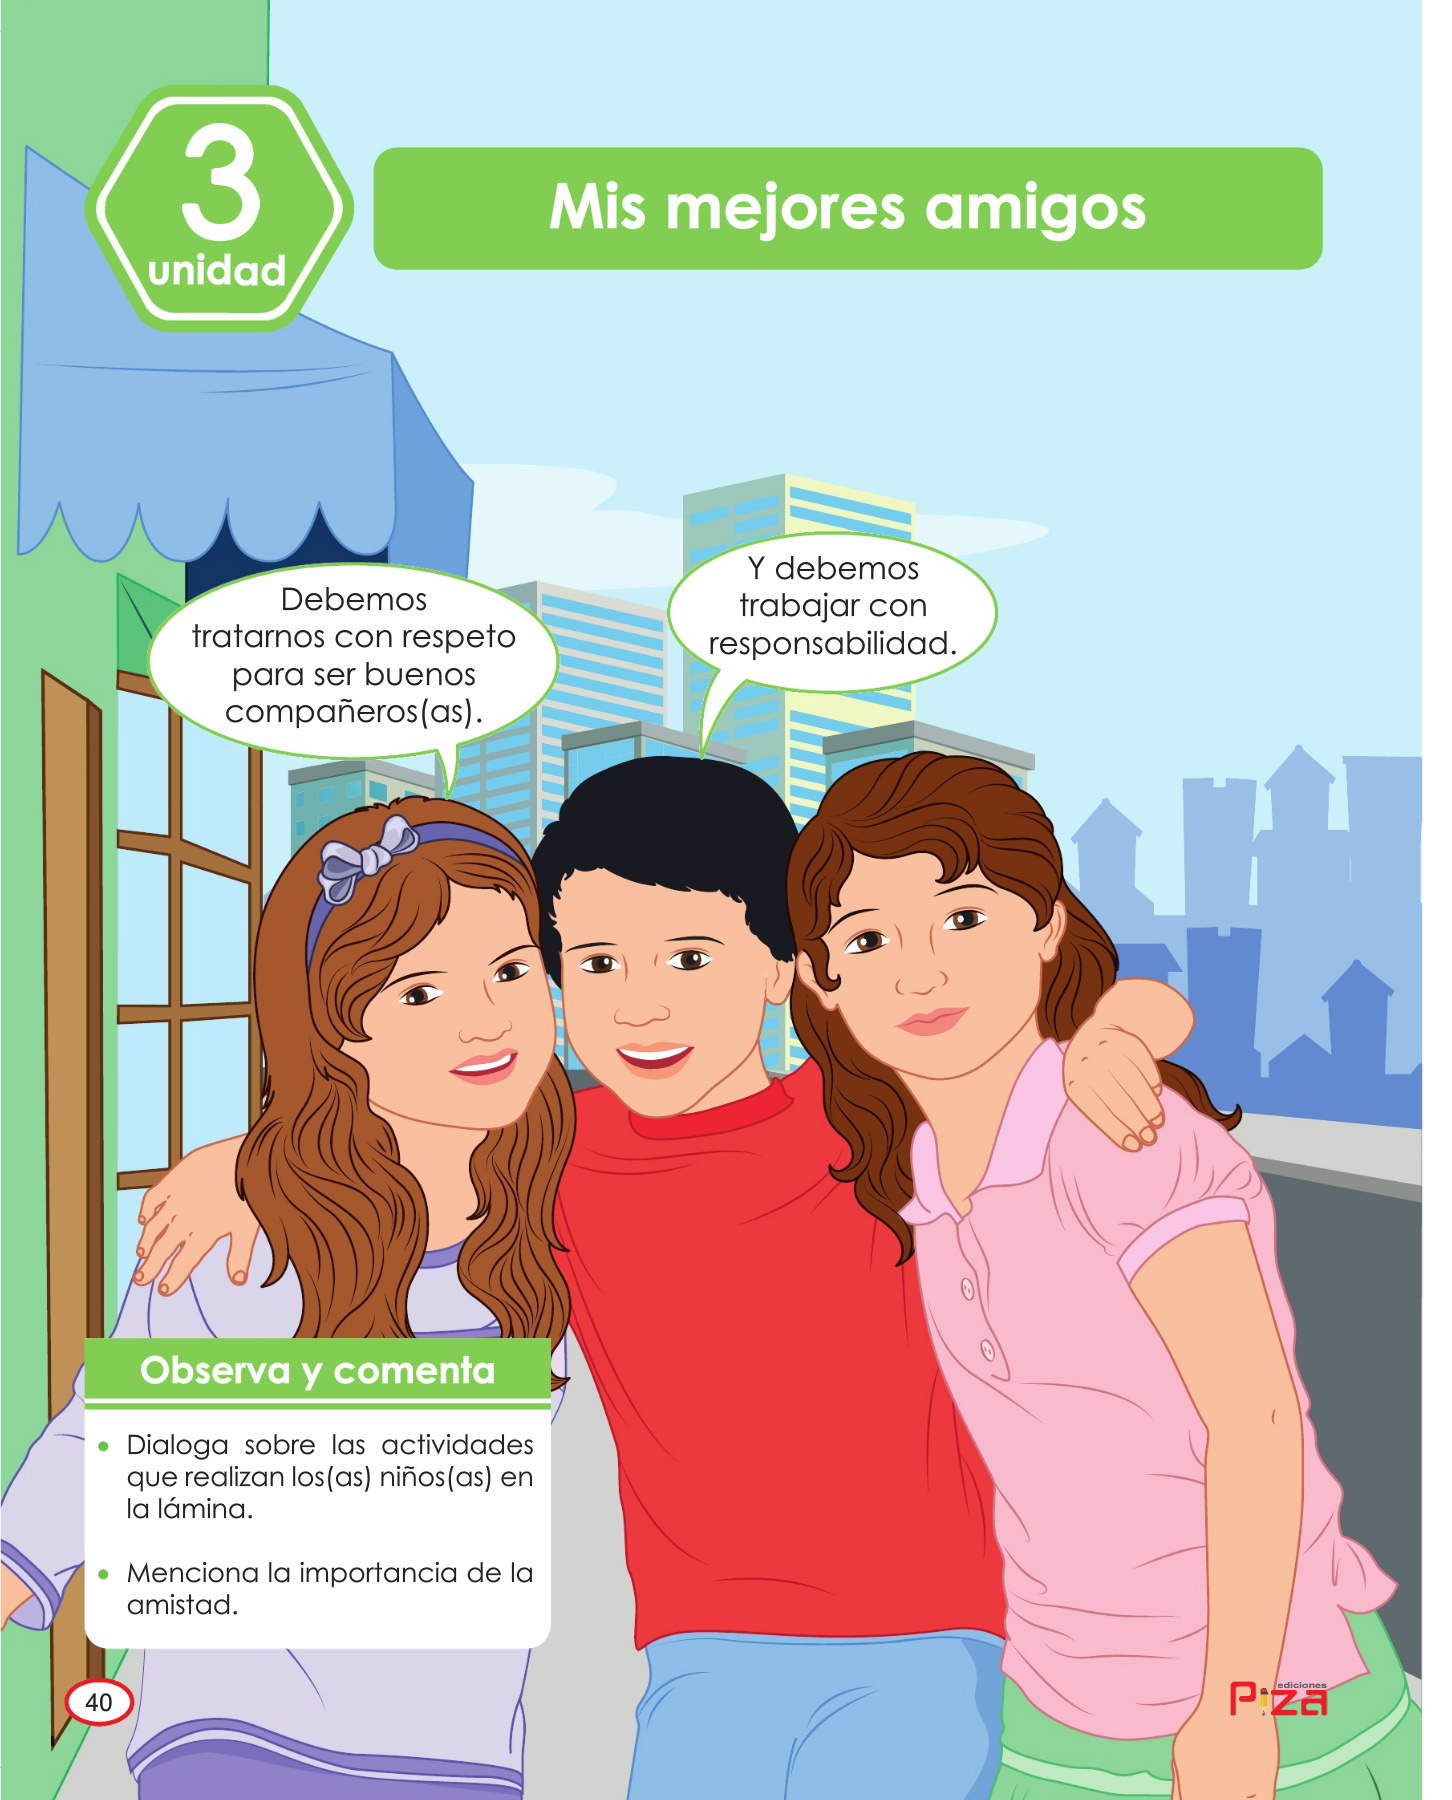 3
unidad
Mis mejores amigos
Debemos
tratarnos con respeto
para ser buenos
compañeros(as).
Y debemos
trabajar con
responsabilidad.
Observa y comenta
• Dialoga sobre las actividades
que realizan los(as) niños(as) en
la lámina.
• Menciona la importancia de la
amistad.
40
ediciones
Piza